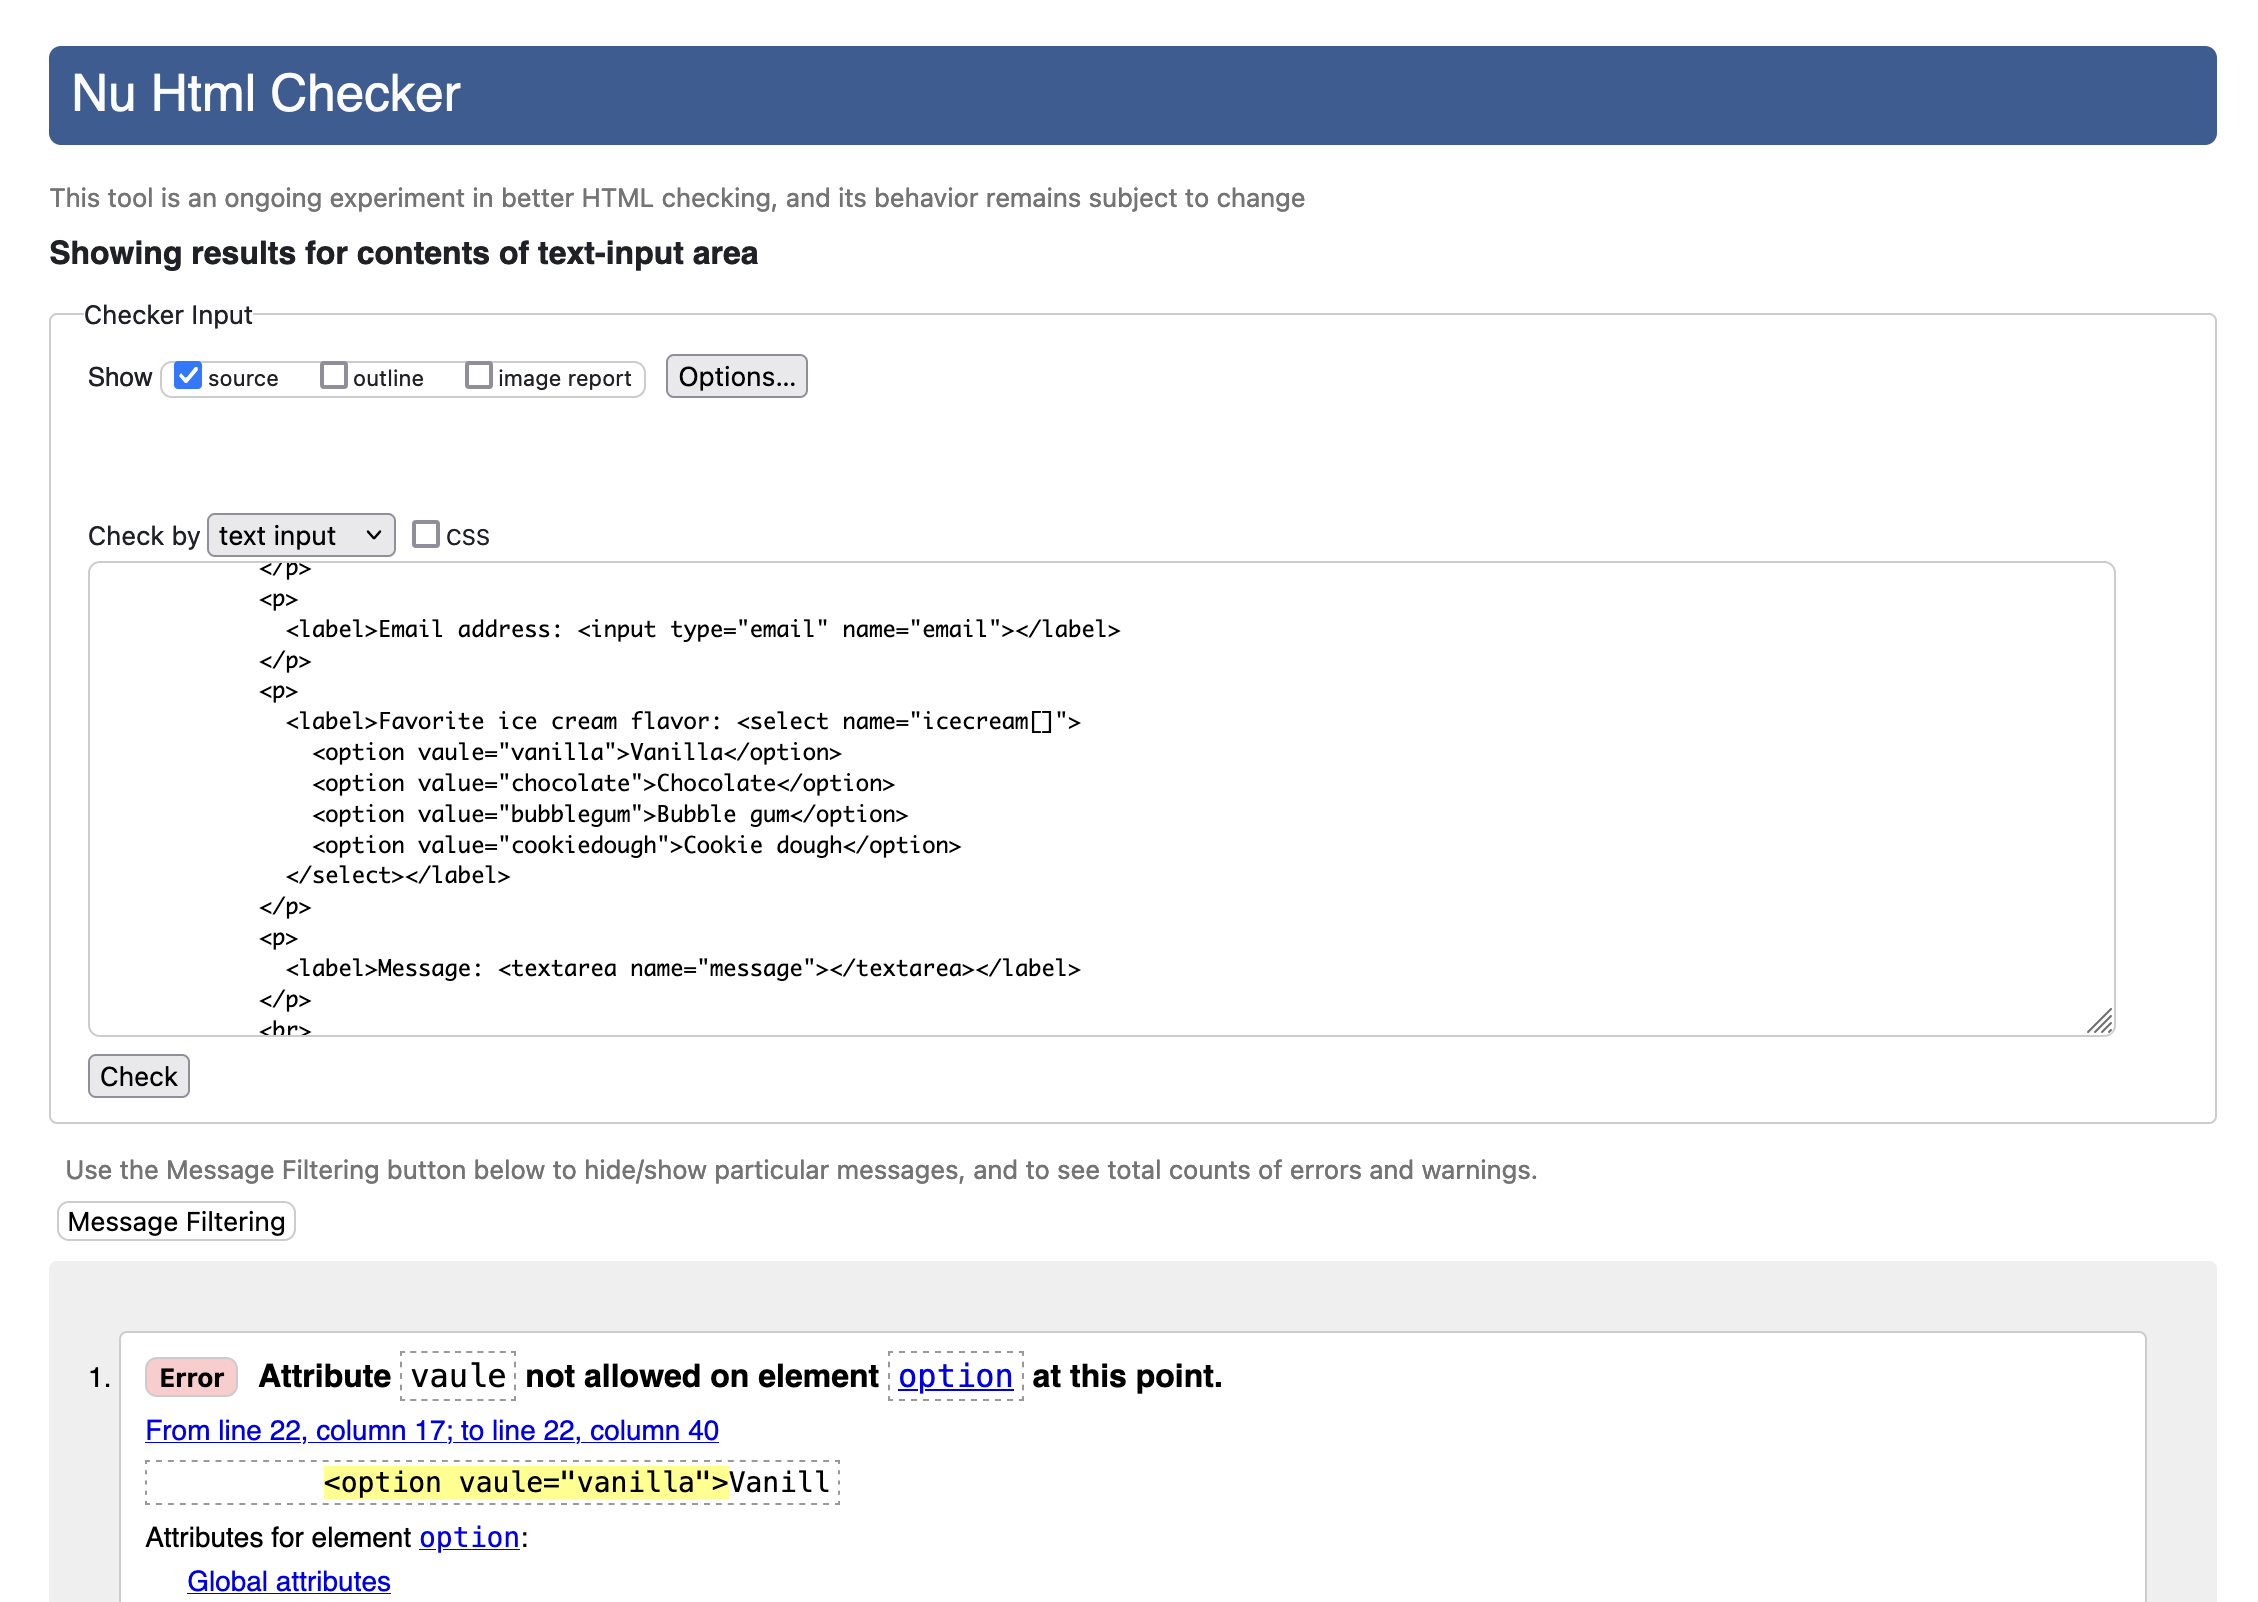 Nu Html Checker
This tool is an ongoing experiment in better HTML checking, and its behavior remains subject to change
Showing results for contents of text-input area
Checker Input
Show source outline image report Options...
Check by text input css
</p>
<p>
<label>Email address: <input type="email" name="email"></label>
</p>
<p>
<label>Favorite ice cream flavor: <select name="icecream[]">
<option vaule="vanilla">Vanilla</option>
<option value="chocolate">Chocolate</option>
<option value="bubblegum">Bubble gum</option>
<option value="cookiedough">Cookie dough</option>
</select></label>
</p>
<p>
<label>Message: <textarea name="message"></textarea></label>
</p>
<br>
Check
Use the Message Filtering button below to hide/show particular messages, and to see total counts of errors and warnings.
Message Filtering
1. Error Attribute vaule not allowed on element option at this point.
From line 22, column 17; to line 22, column 40
<option vaule="vanilla">Vanill
Attributes for element option:
Global attributes